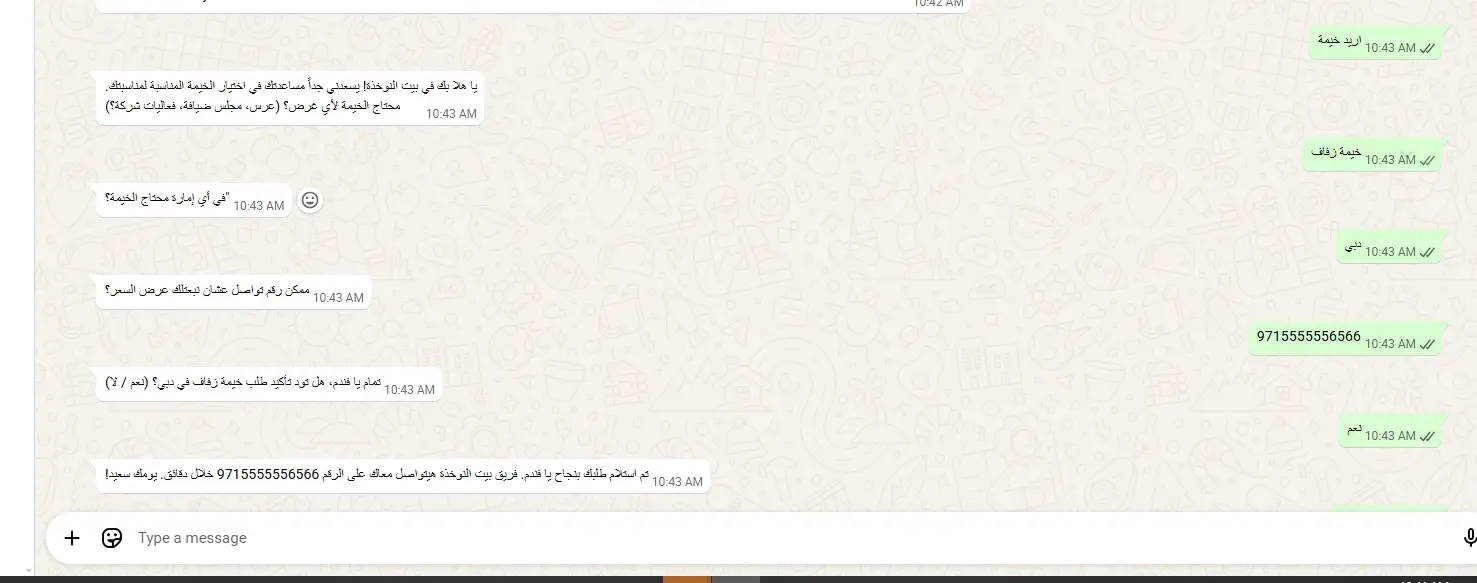 10:42 AM
اريد خيمة
10:43 AM
يا هلا بك في بيت النوخذة! يسعدني جداً مساعدتك في اختيار الخيمة المناسبة لمناسبتك.
محتاج الخيمة لأي غرض؟ (عرس، مجلس ضيافة، فعاليات شركة؟)
10:43 AM
خيمة زفاف
10:43 AM
"في أي إمارة محتاج الخيمة؟
10:43 AM
دبي
10:43 AM
ممكن رقم تواصل عشان نبعتلك عرض السعر؟
10:43 AM
9715555556566
10:43 AM
تمام يا فندم، هل تود تأكيد طلب خيمة زفاف في دبي؟ (نعم / لا)
10:43 AM
نعم
10:43 AM
تم استلام طلبك بنجاح يا فندم. فريق بيت النوخذة هيتواصل معاك على الرقم 9715555556566 خلال دقائق. يومك سعيد!
10:43 AM
Type a message